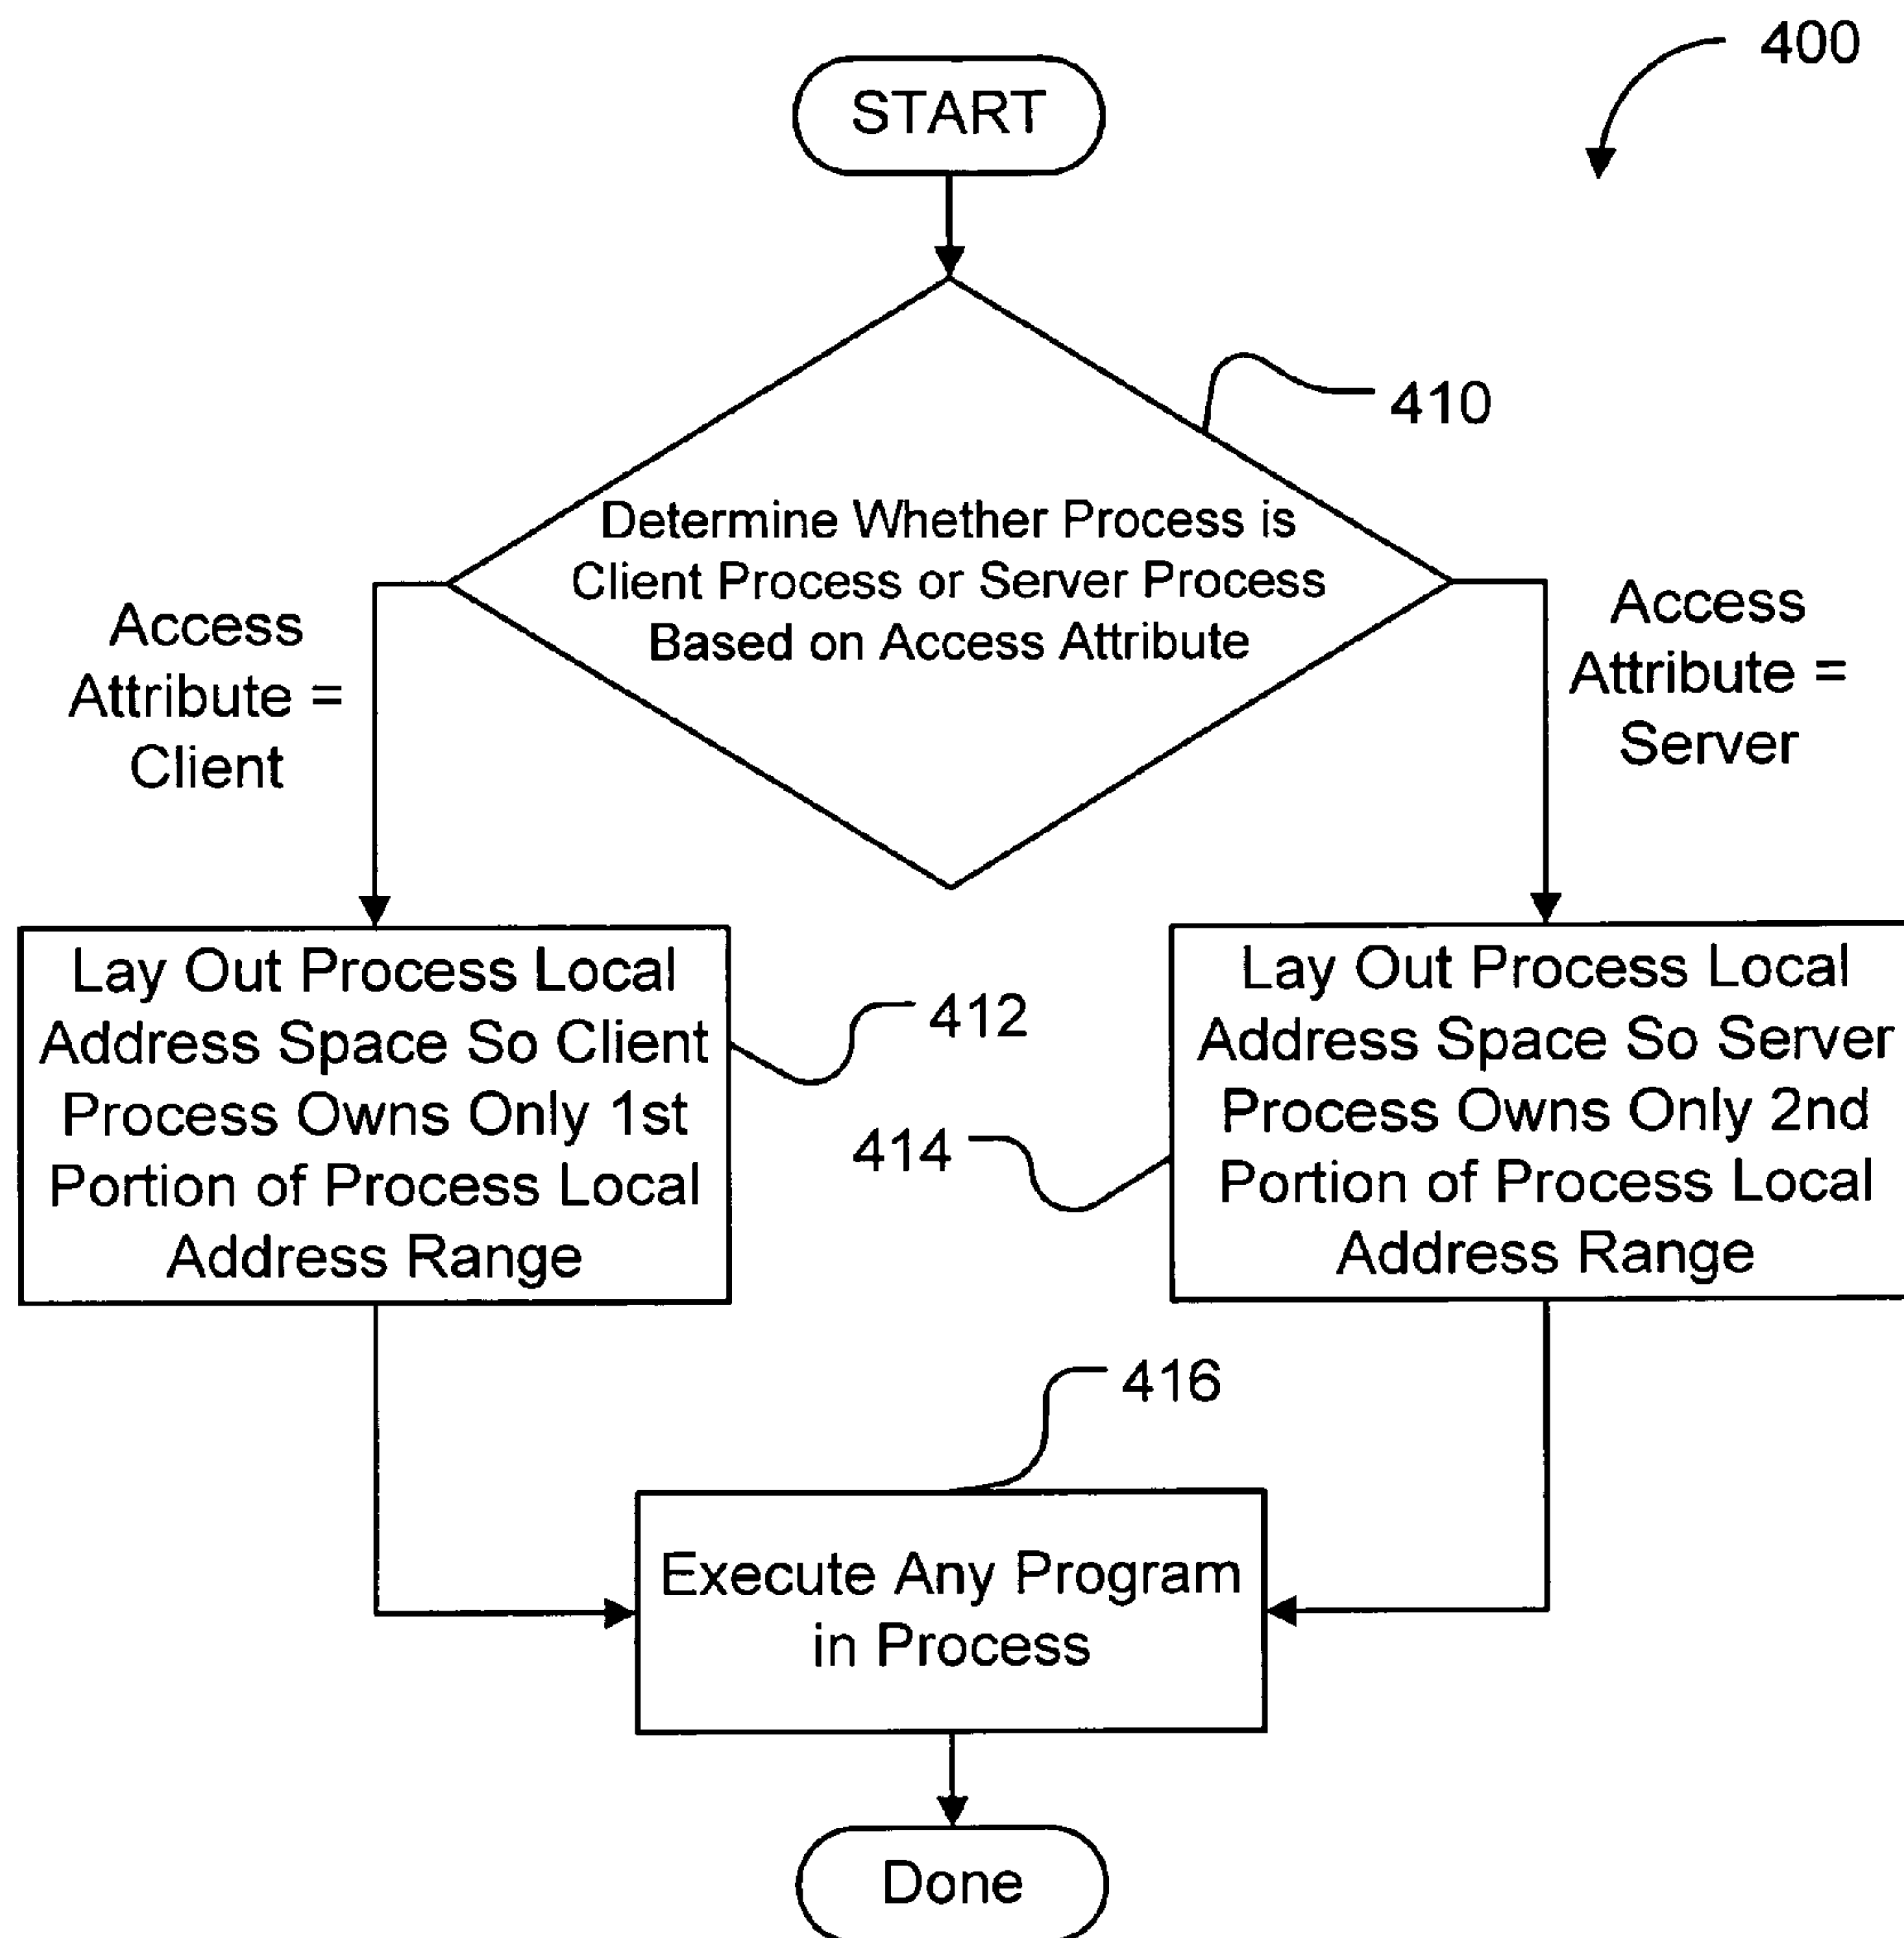 400
START
410
Determine Whether Process is
Client Process or Server Process
Based on Access Attribute
Access
Attribute =
Client
Access
Attribute =
Server
Lay Out Process Local
Address Space So Client
Process Owns Only 1st
Portion of Process Local
Address Range
412
414
Lay Out Process Local
Address Space So Server
Process Owns Only 2nd
Portion of Process Local
Address Range
416
Execute Any Program
in Process
Done